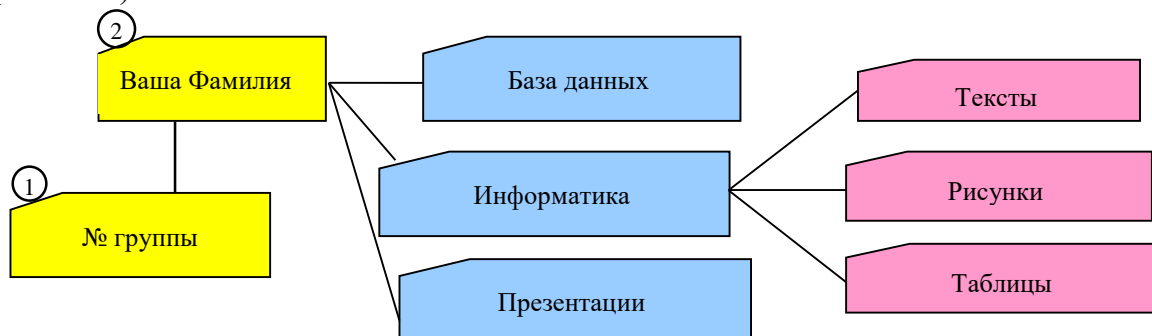 2
Ваша Фамилия
База данных
Тексты
1
Информатика
Рисунки
№ группы
Презентации
Таблицы